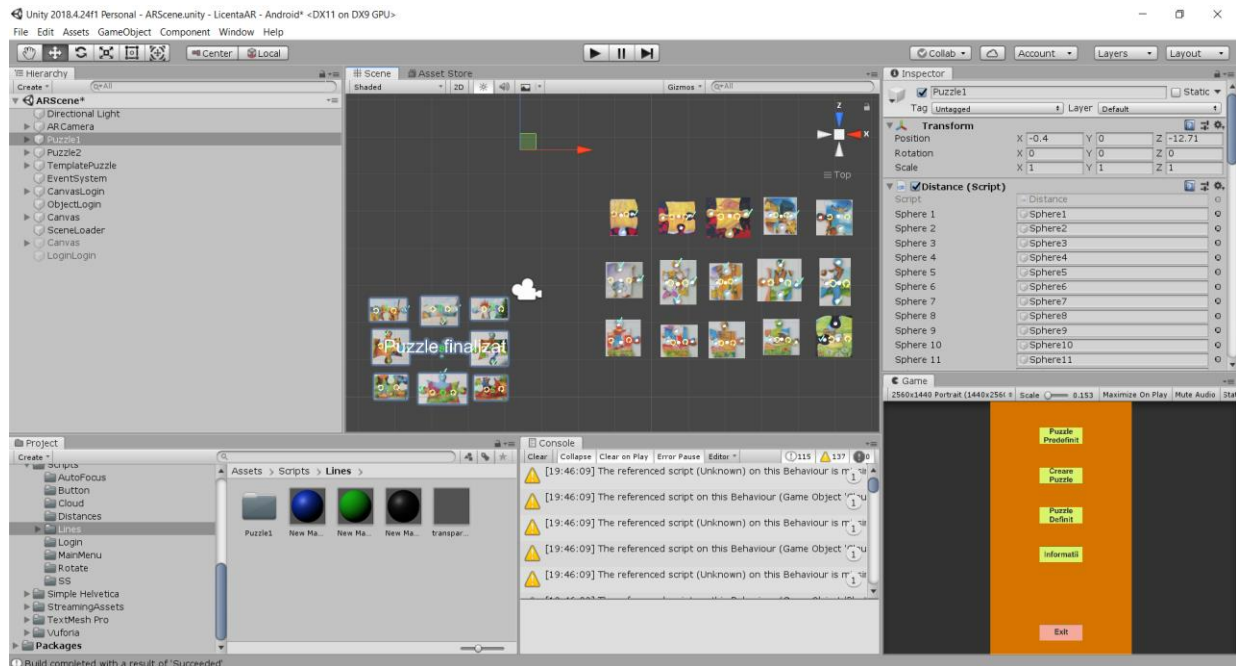 Unity 2018.4.24f1 Personal - ARScene.unity - LicentaAR - Android* <DX11 on DX9 GPU>
File Edit Assets GameObject Component Window Help
Center Local
Collab Account Layers Layout
Hierarchy
Create All
ARScene*
Directional Light
ARCamera
Puzzle1
Puzzle2
TemplatePuzzle
EventSystem
CanvasLogin
ObjectLogin
Canvas
SceneLoader
Canvas
LoginLogin
Scene Asset Store
Shaded 2D Gizmos All
z
x
Top
Puzzle finalizat
Inspector
Puzzle1 Static
Tag Untagged Layer Default
Transform
Position X -0.4 Y 0 Z -12.71
Rotation X 0 Y 0 Z 0
Scale X 1 Y 1 Z 1
Distance (Script)
Script Distance
Sphere 1 Sphere1
Sphere 2 Sphere2
Sphere 3 Sphere3
Sphere 4 Sphere4
Sphere 5 Sphere5
Sphere 6 Sphere6
Sphere 7 Sphere7
Sphere 8 Sphere8
Sphere 9 Sphere9
Sphere 10 Sphere10
Sphere 11 Sphere11
Game
2560x1440 Portrait (1440x256( Scale 0.153 Maximize On Play Mute Audio Stat
Puzzle
Predefinit
Creare
Puzzle
Puzzle
Definit
Informatii
Exit
Project
Create
Scripts
AutoFocus
Button
Cloud
Distances
Lines
Login
MainMenu
Rotate
SS
Simple Helvetica
StreamingAssets
TextMesh Pro
Vuforia
Packages
Assets > Scripts > Lines >
Puzzle1 New Ma... New Ma... New Ma... transpar...
Console
Clear Collapse Clear on Play Error Pause Editor 115 137 0
[19:46:09] The referenced script (Unknown) on this Behaviour is 1
[19:46:09] The referenced script on this Behaviour (Game Object 1
[19:46:09] The referenced script on this Behaviour (Game Object 1
[19:46:09] The referenced script on this Behaviour (Game Object 1
[19:46:09] The referenced script (Unknown) on this Behaviour is 1
Build completed with a result of 'Succeeded'